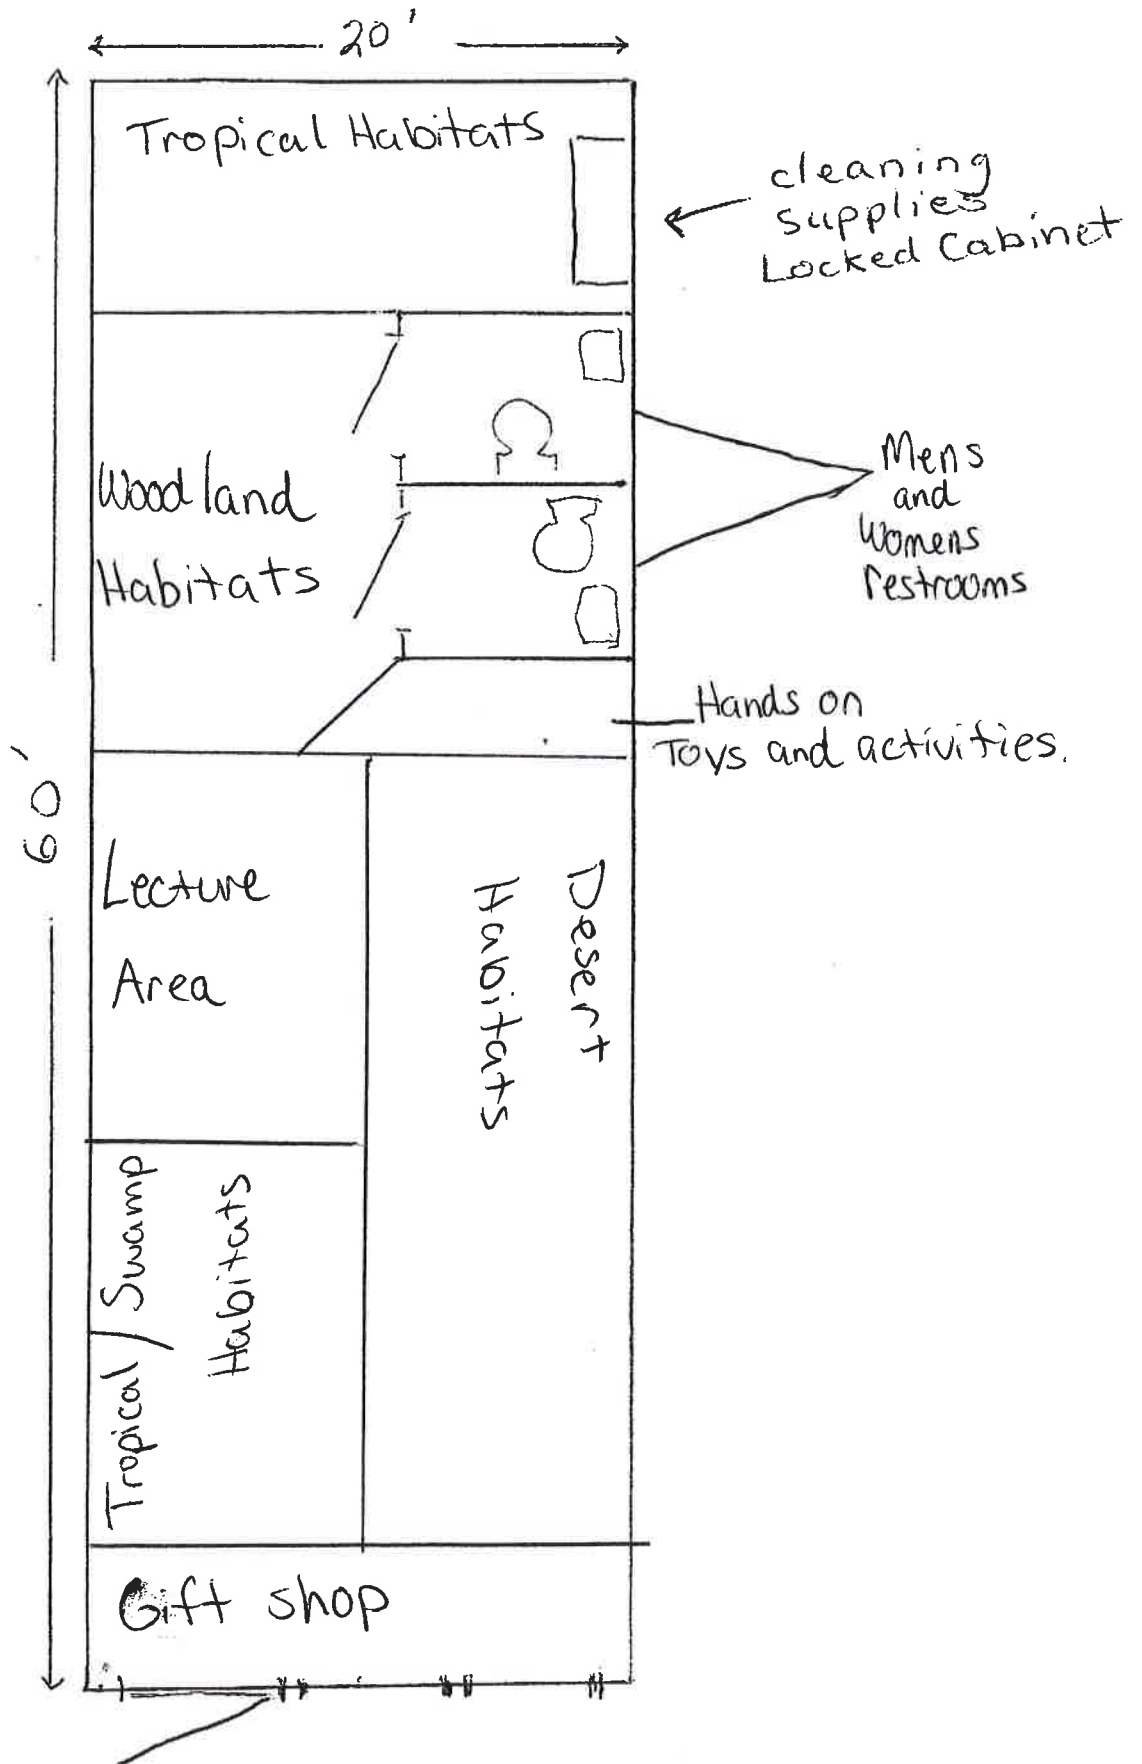 20'
Tropical Habitats
cleaning
supplies
Locked Cabinet
Woodland
Habitats
Mens
and
Womens
restrooms
Hands on
Toys and activities.
60'
Lecture
Area
Desert
Habitats
Tropical/Swamp
Habitats
Gift shop